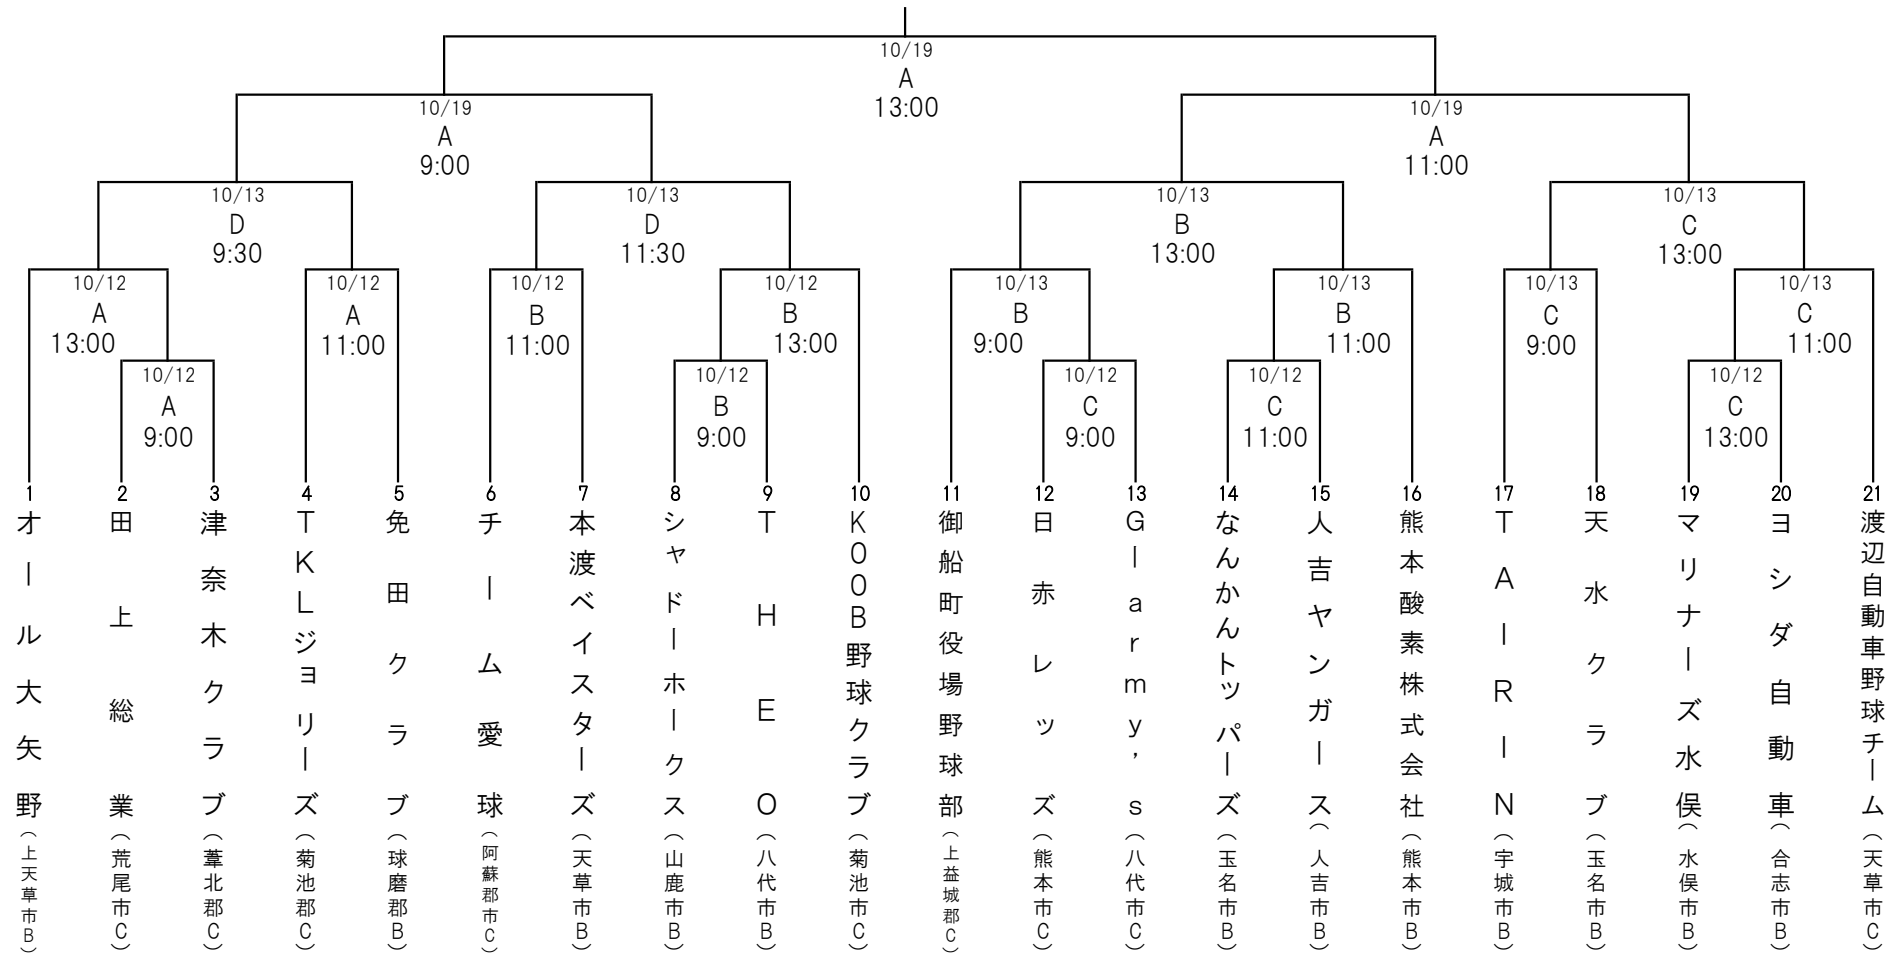 10/19
A
13:00
10/19
A
9:00
10/19
A
11:00
10/13
D
9:30
10/13
D
11:30
10/13
B
13:00
10/13
C
13:00
10/12
A
13:00
10/12
A
11:00
10/12
B
11:00
10/12
B
13:00
10/13
B
9:00
10/13
B
11:00
10/13
C
9:00
10/13
C
11:00
10/12
A
9:00
10/12
B
9:00
10/12
C
9:00
10/12
C
11:00
10/12
C
13:00
1
オール大矢野(上天草市B)
2
田上総業(荒尾市C)
3
津奈木クラブ(葦北郡C)
4
TKLジョリーズ(菊池郡C)
5
免田クラブ(球磨郡B)
6
チーム愛球(阿蘇郡市C)
7
本渡ベイスターズ(天草市B)
8
シャドーホークス(山鹿市B)
9
THEO(八代市B)
10
KOOB野球クラブ(菊池市C)
11
御船町役場野球部(上益城郡C)
12
日赤レッズ(熊本市C)
13
Glarmy's(八代市C)
14
なんかんトッパーズ(玉名市B)
15
人吉ヤンガース(人吉市B)
16
熊本酸素株式会社(熊本市B)
17
TAIRIN(宇城市B)
18
天水クラブ(玉名市B)
19
マリナーズ水俣(水俣市B)
20
ヨシダ自動車(合志市B)
21
渡辺自動車野球チーム(天草市C)